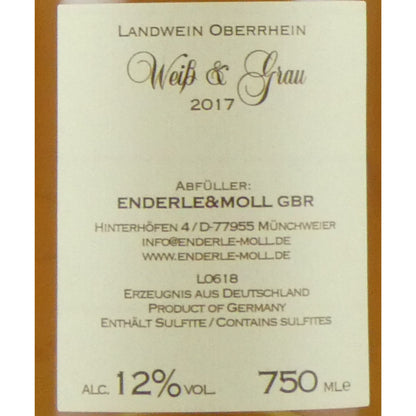 LANDWEIN OBERRHEIN
Weiß & Grau
2017
ABFÜLLER:
ENDERLE&MOLL GBR
HINTERHÖFEN 4 / D-77955 MÜNCHWEIER
INFO@ENDERLE-MOLL.DE
WWW.ENDERLE-MOLL.DE
L0618
ERZEUGNIS AUS DEUTSCHLAND
PRODUCT OF GERMANY
ENTHÄLT SULFITE / CONTAINS SULFITES
ALC. 12% VOL. 750 ML℮